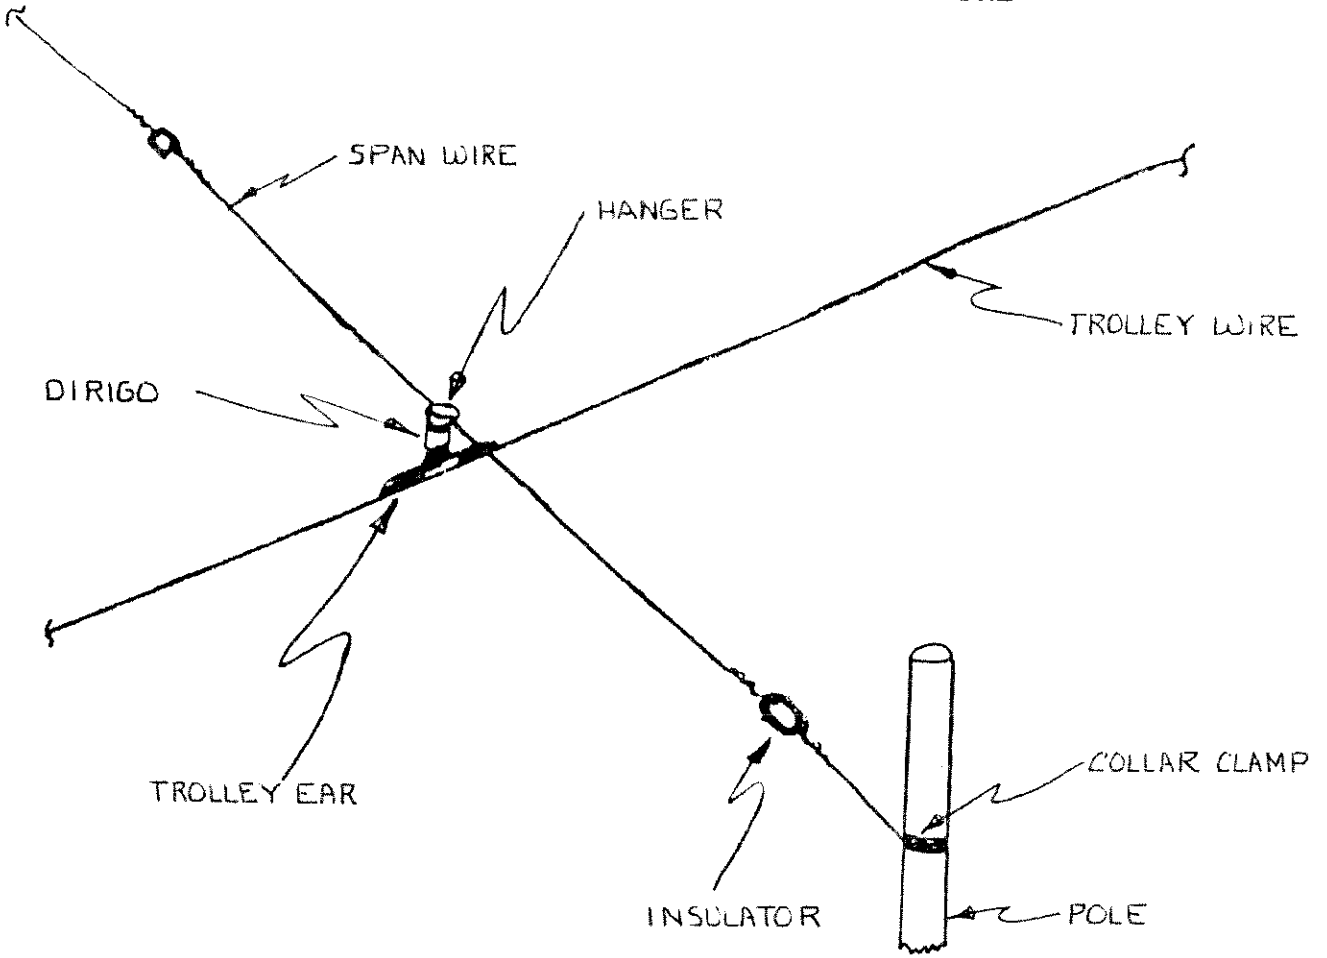 SPAN WIRE
HANGER
TROLLEY WIRE
DIRIGO
TROLLEY EAR
COLLAR CLAMP
INSULATOR
POLE